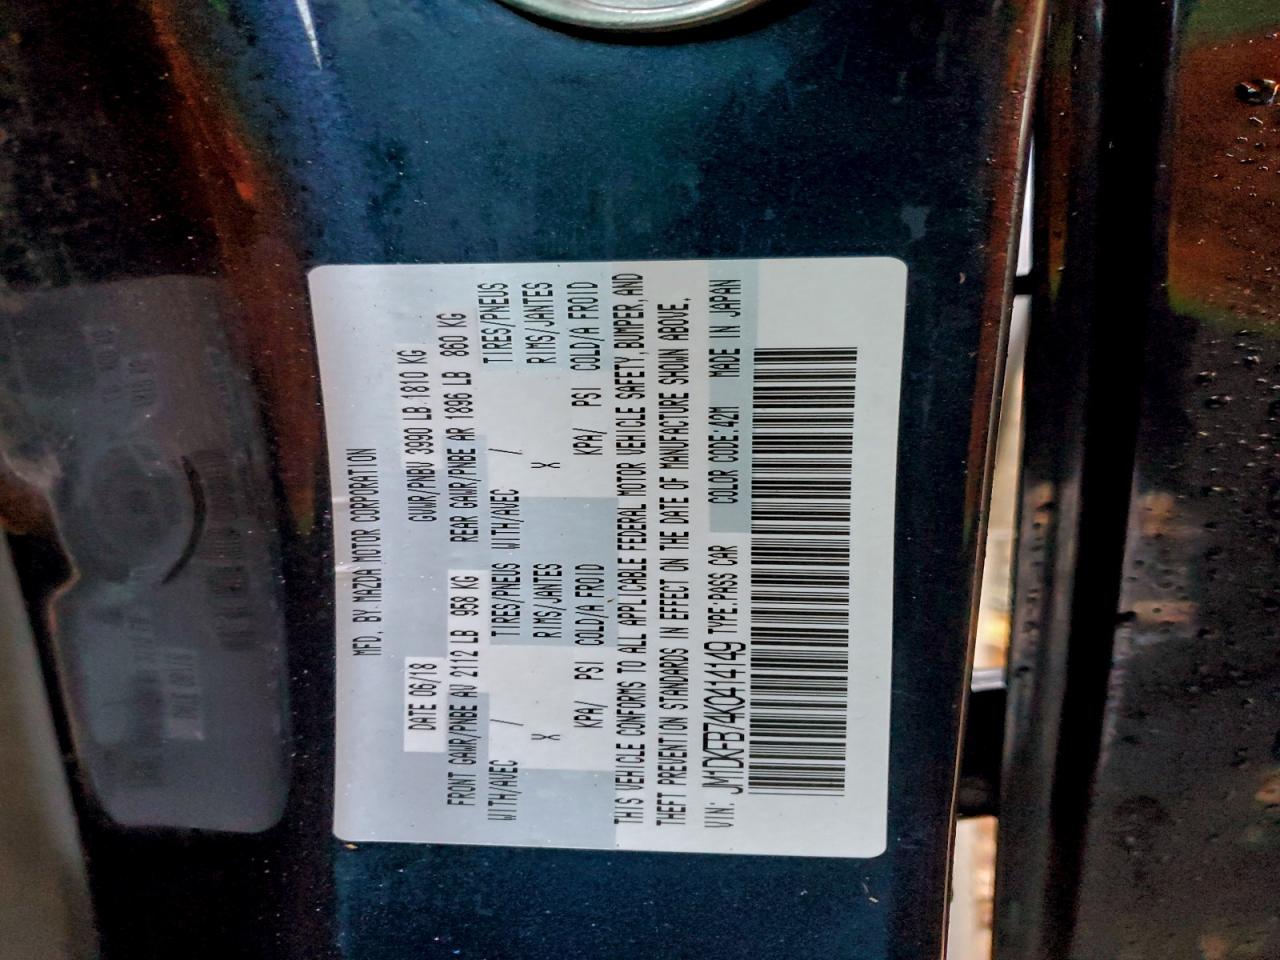 MFD. BY MAZDA MOTOR CORPORATION
DATE 06/18 GVWR/PNBV 3990 LB 1810 KG
FRONT GAWR/PNBE AV 2112 LB 958 KG REAR GAWR/PNBE AR 1896 LB 860 KG
WITH/AVEC / TIRES/PNEUS WITH/AVEC / TIRES/PNEUS
X RIMS/JANTES X RIMS/JANTES
KPA/ PSI COLD/A FROID KPA/ PSI COLD/A FROID
THIS VEHICLE CONFORMS TO ALL APPLICABLE FEDERAL MOTOR VEHICLE SAFETY, BUMPER, AND
THEFT PREVENTION STANDARDS IN EFFECT ON THE DATE OF MANUFACTURE SHOWN ABOVE.
VIN: JM1DKFB74K0414149 TYPE:PASS CAR COLOR CODE:42M MADE IN JAPAN